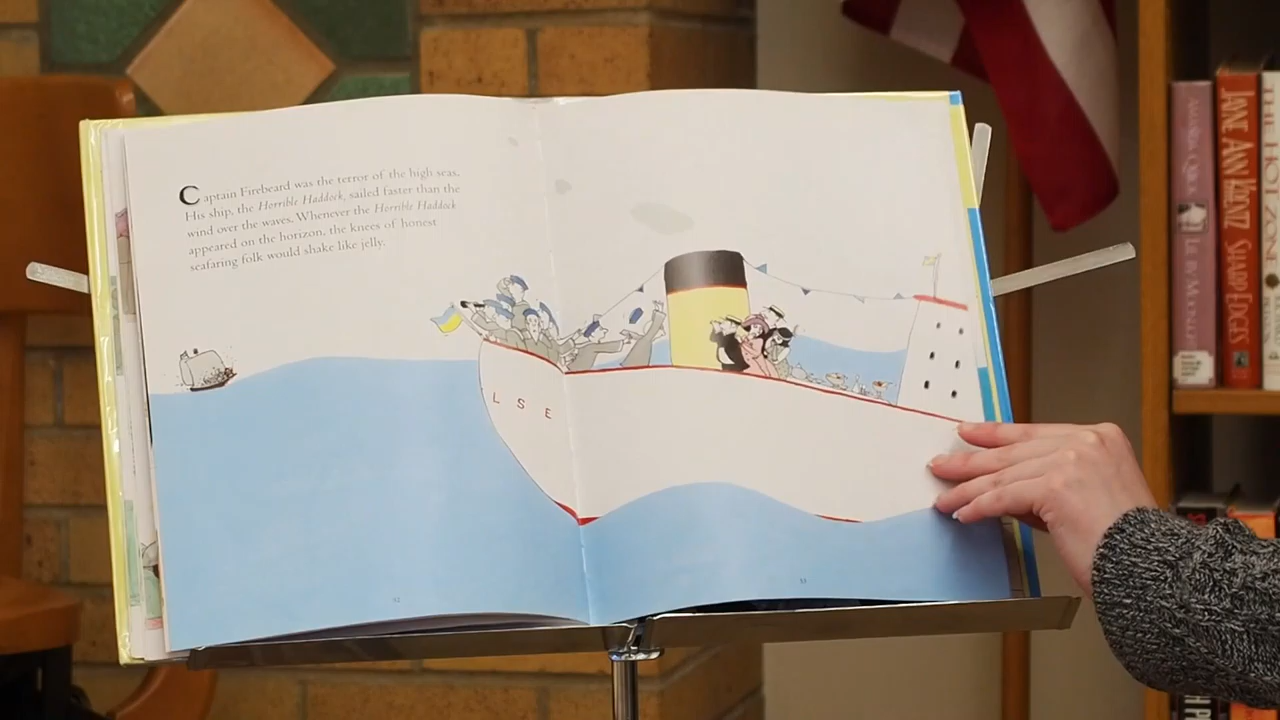 Captain Firebeard was the terror of the high seas.
His ship, the Horrible Haddock, sailed faster than the
wind over the waves. Whenever the Horrible Haddock
appeared on the horizon, the knees of honest
seafaring folk would shake like jelly.
L S E
JANE ANN KRENTZ SHARP EDGES
THE HOT ZONE